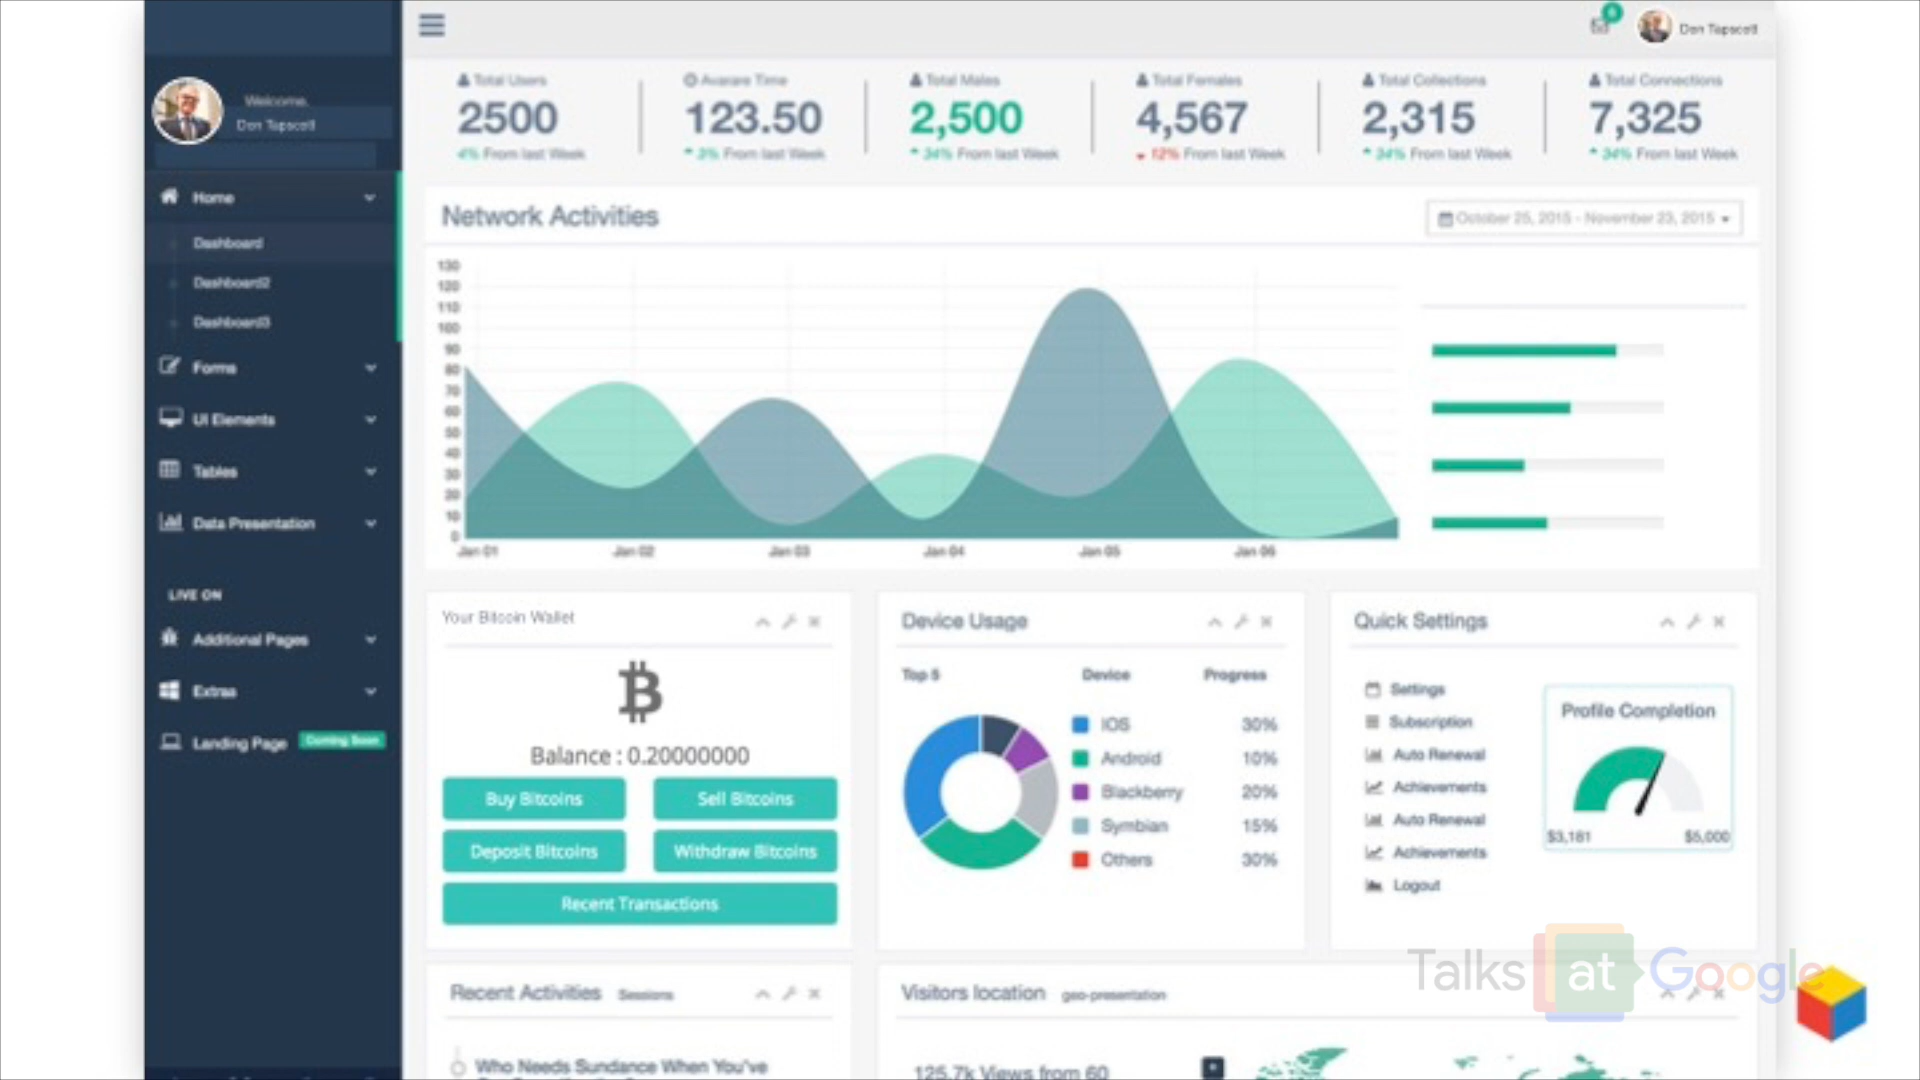 6
Don Tapscott
Welcome,
Don Tapscott
Home
Dashboard
Dashboard2
Dashboard3
Forms
UI Elements
Tables
Data Presentation
LIVE ON
Additional Pages
Extras
Landing Page Coming Soon
Total Users
2500
4% From last Week
Avarare Time
123.50
3% From last Week
Total Males
2,500
34% From last Week
Total Females
4,567
12% From last Week
Total Collections
2,315
34% From last Week
Total Connections
7,325
34% From last Week
Network Activities
October 25, 2015 - November 23, 2015
130
120
110
100
90
80
70
60
50
40
30
20
10
0
Jan 01 Jan 02 Jan 03 Jan 04 Jan 05 Jan 06
Your Bitcoin Wallet
Balance : 0.20000000
Buy Bitcoins Sell Bitcoins
Deposit Bitcoins Withdraw Bitcoins
Recent Transactions
Device Usage
Top 5 Device Progress
IOS 30%
Android 10%
Blackberry 20%
Symbian 15%
Others 30%
Quick Settings
Settings
Subscription
Auto Renewal
Achievements
Auto Renewal
Achievements
Logout
Profile Completion
$3,181 $5,000
Recent Activities Sessions
Who Needs Sundance When You've
Visitors location geo-presentation
125.7k Views from 60
Talks at Google